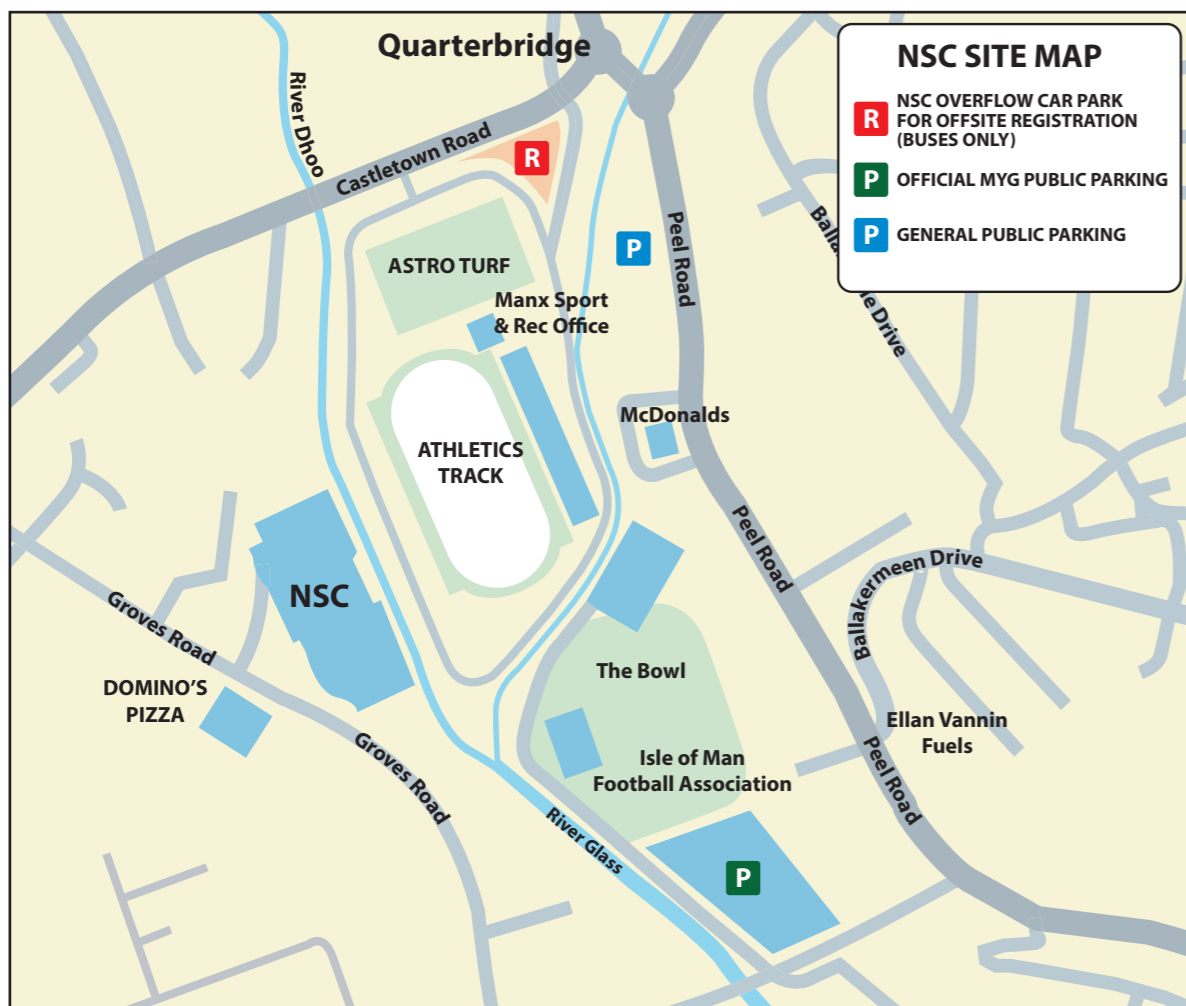 Quarterbridge
NSC SITE MAP
R
NSC OVERFLOW CAR PARK
FOR OFFSITE REGISTRATION
(BUSES ONLY)
P
OFFICIAL MYG PUBLIC PARKING
P
GENERAL PUBLIC PARKING
River Dhoo
Castletown Road
R
P
Peel Road
ASTRO TURF
Manx Sport
& Rec Office
McDonalds
ATHLETICS
TRACK
Peel Road
Ballakermeen Drive
NSC
Groves Road
DOMINO'S
PIZZA
The Bowl
Ellan Vannin
Fuels
Groves Road
Isle of Man
Football Association
Peel Road
River Glass
P
Drive